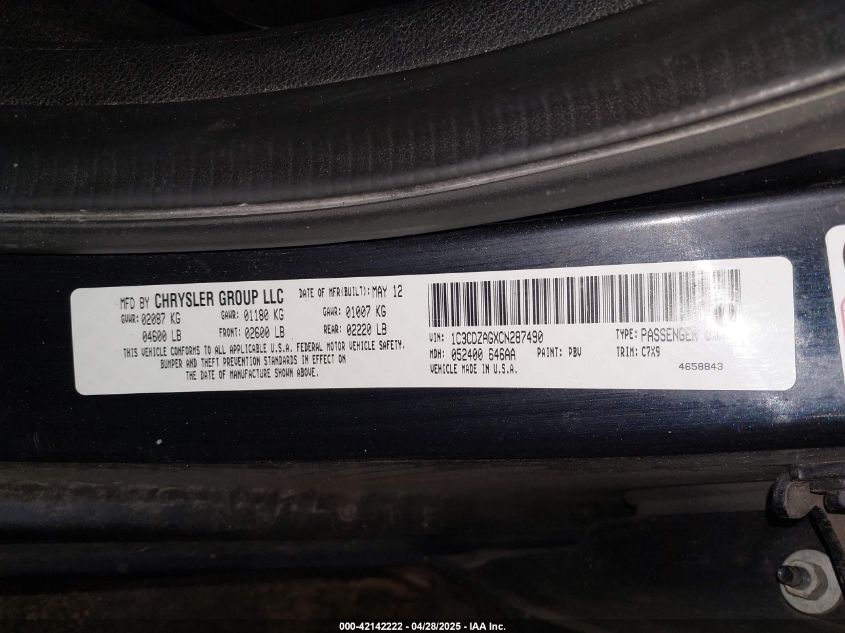 MFD BY CHRYSLER GROUP LLC DATE OF MFR(BUILT): MAY 12
GVWR: 02087 KG GAWR: 01180 KG GAWR: 01007 KG
04600 LB FRONT: 02600 LB REAR: 02220 LB
THIS VEHICLE CONFORMS TO ALL APPLICABLE U.S.A. FEDERAL MOTOR VEHICLE SAFETY,
BUMPER AND THEFT PREVENTION STANDARDS IN EFFECT ON
THE DATE OF MANUFACTURE SHOWN ABOVE.
VIN: 1C3CDZAGXCN287490 TYPE: PASSENGER
MDH: 052400 B46AA PAINT: PBV TRIM: C7X9
VEHICLE MADE IN U.S.A. 4658843
000-42142222 / 04/28/2025 - IAA Inc.